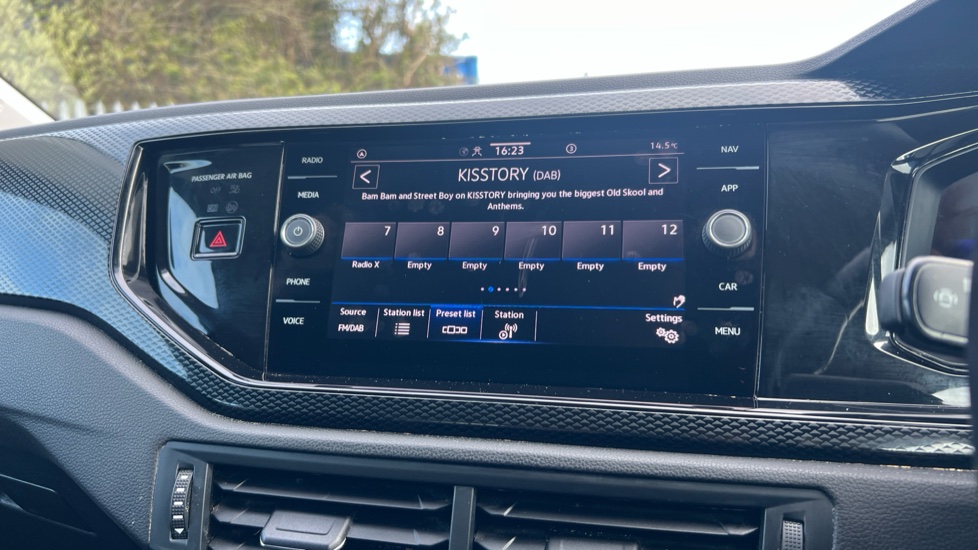 16:23
3
14.5°C
< KISSTORY (DAB) >
Bam Bam and Street Boy on KISSTORY bringing you the biggest Old Skool and
Anthems.
7 8 9 10 11 12
Radio X Empty Empty Empty Empty Empty
Source Station list Preset list Station Settings
FM/DAB
PASSENGER AIR BAG
OFF
RADIO
MEDIA
PHONE
VOICE
NAV
APP
CAR
MENU